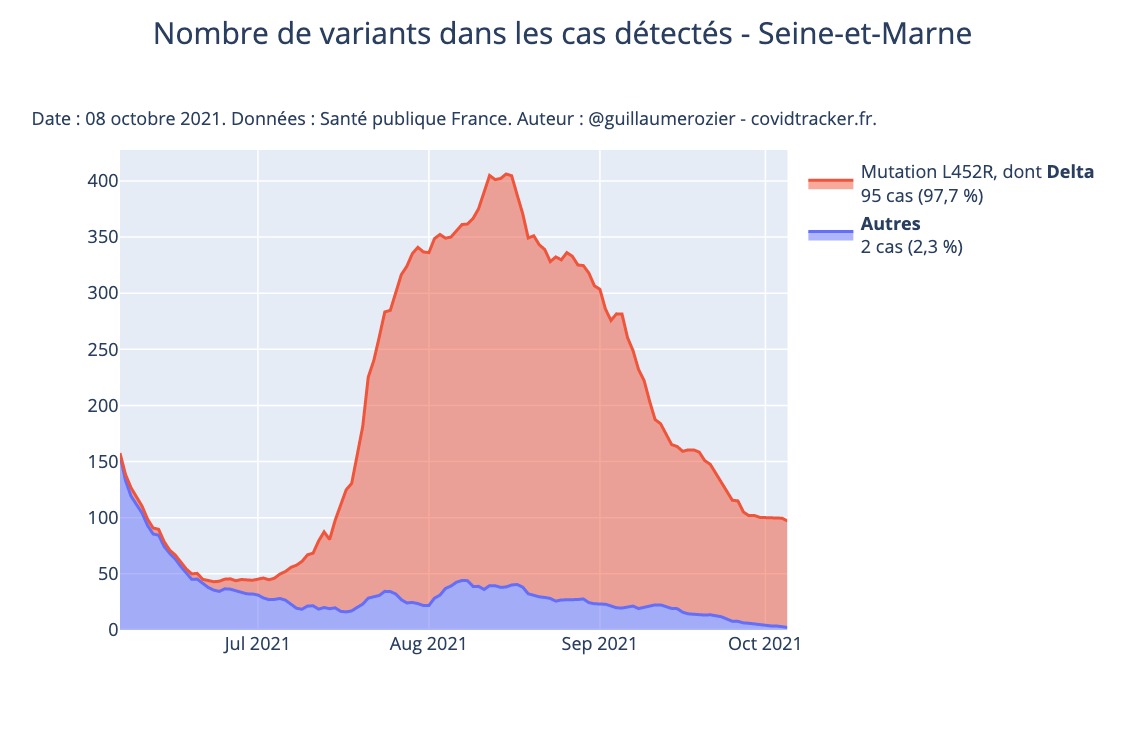 Nombre de variants dans les cas détectés - Seine-et-Marne
Date : 08 octobre 2021. Données : Santé publique France. Auteur : @guillaumerozier - covidtracker.fr.
Mutation L452R, dont Delta
95 cas (97,7 %)
Autres
2 cas (2,3 %)
400
350
300
250
200
150
100
50
0
Jul 2021 Aug 2021 Sep 2021 Oct 2021